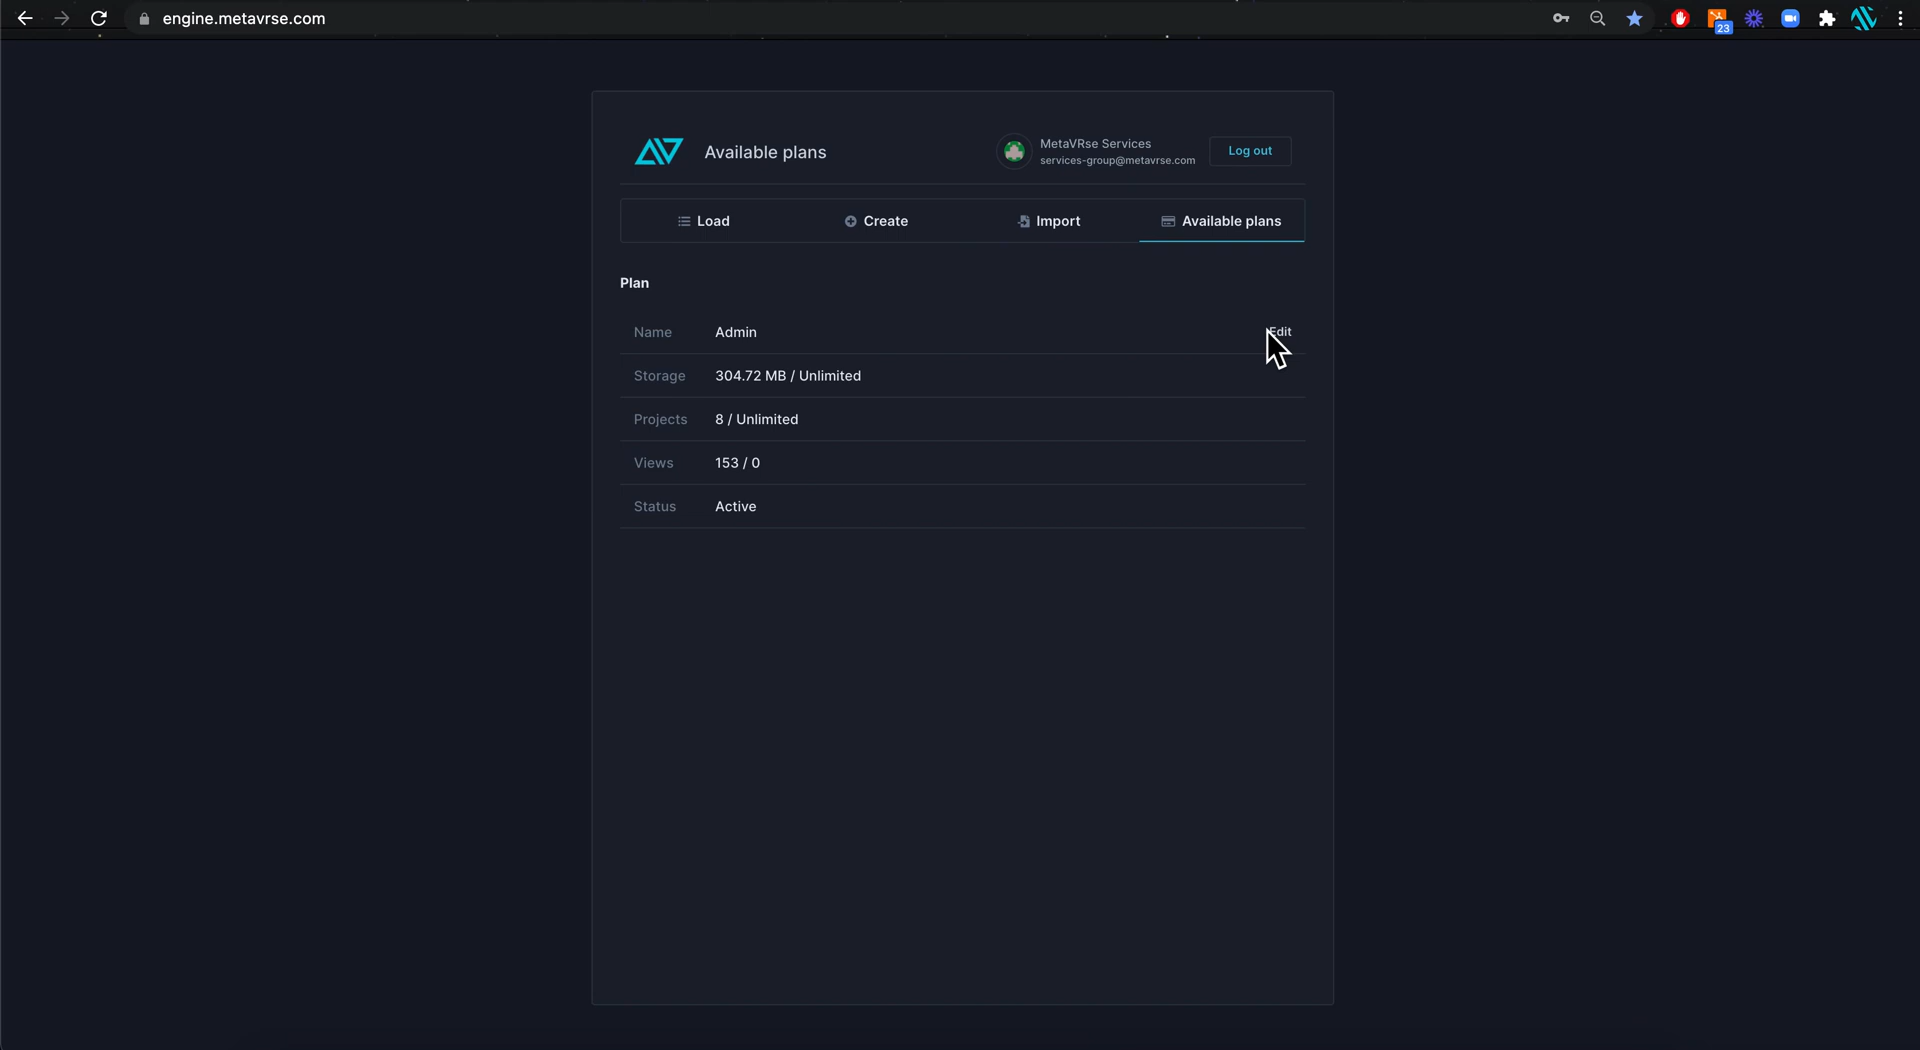 engine.metavrse.com
23
Available plans
MetaVRse Services
services-group@metavrse.com
Log out
Load
Create
Import
Available plans
Plan
Name Admin Edit
Storage 304.72 MB / Unlimited
Projects 8 / Unlimited
Views 153 / 0
Status Active